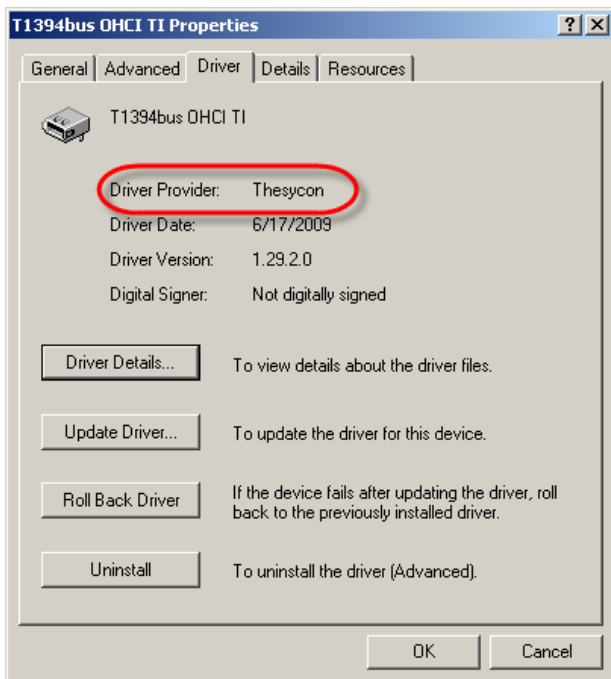 T1394bus OHCI TI Properties
General Advanced Driver Details Resources
T1394bus OHCI TI
Driver Provider: Thesycon
Driver Date: 6/17/2009
Driver Version: 1.29.2.0
Digital Signer: Not digitally signed
Driver Details... To view details about the driver files.
Update Driver... To update the driver for this device.
Roll Back Driver If the device fails after updating the driver, roll
back to the previously installed driver.
Uninstall To uninstall the driver (Advanced).
OK Cancel